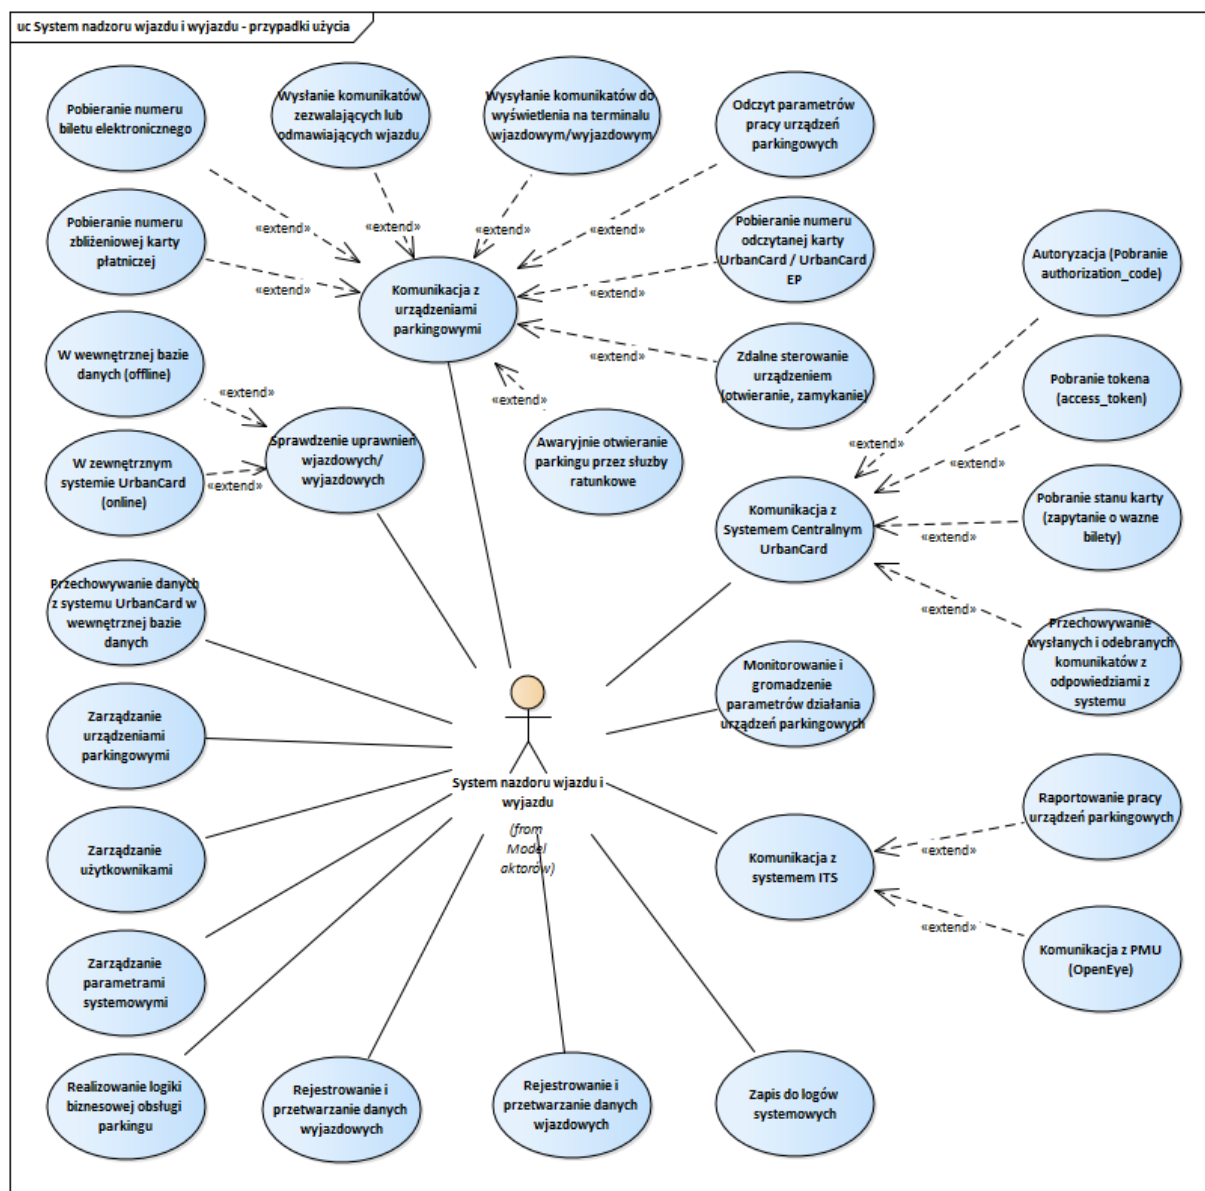 uc System nadzoru wjazdu i wyjazdu - przypadki użycia
Pobieranie numeru
biletu elektronicznego
Wysłanie komunikatów
zezwalających lub
odmawiających wjazdu
Wysyłanie komunikatów do
wyświetlenia na terminalu
wjazdowym/wyjazdowym
Odczyt parametrów
pracy urządzeń
parkingowych
Pobieranie numeru
zbliżeniowej karty
płatniczej
«extend»
«extend»
«extend»
«extend»
Pobieranie numeru
odczytanej karty
UrbanCard / UrbanCard
EP
Autoryzacja (Pobranie
authorization_code)
«extend»
Komunikacja z
urządzeniami
parkingowymi
«extend»
W wewnętrznej bazie
danych (offline)
«extend»
Zdalne sterowanie
urządzeniem
(otwieranie, zamykanie)
Pobranie tokena
(access_token)
«extend»
«extend»
Sprawdzenie uprawnień
wjazdowych/
wyjazdowych
Awaryjnie otwieranie
parkingu przez służby
ratunkowe
«extend»
W zewnętrznym
systemie UrbanCard
(online)
«extend»
«extend»
Komunikacja z
Systemem Centralnym
UrbanCard
Pobranie stanu karty
(zapytanie o wazne
bilety)
«extend»
Przechowywanie danych
z systemu UrbanCard w
wewnętrznej bazie
danych
«extend»
Przechowywanie
wysłanych i odebranych
komunikatów z
odpowiedziami z
systemu
Monitorowanie i
gromadzenie
parametrów działania
urządzeń parkingowych
Zarządzanie
urządzeniami
parkingowymi
System nazdoru wjazdu i
wyjazdu
(from
Model
aktorów)
Raportowanie pracy
urządzeń parkingowych
Zarządzanie
użytkownikami
Komunikacja z
systemem ITS
«extend»
«extend»
Komunikacja z PMU
(OpenEye)
Zarządzanie
parametrami
systemowymi
Realizowanie logiki
biznesowej obsługi
parkingu
Rejestrowanie i
przetwarzanie danych
wyjazdowych
Rejestrowanie i
przetwarzanie danych
wjazdowych
Zapis do logów
systemowych